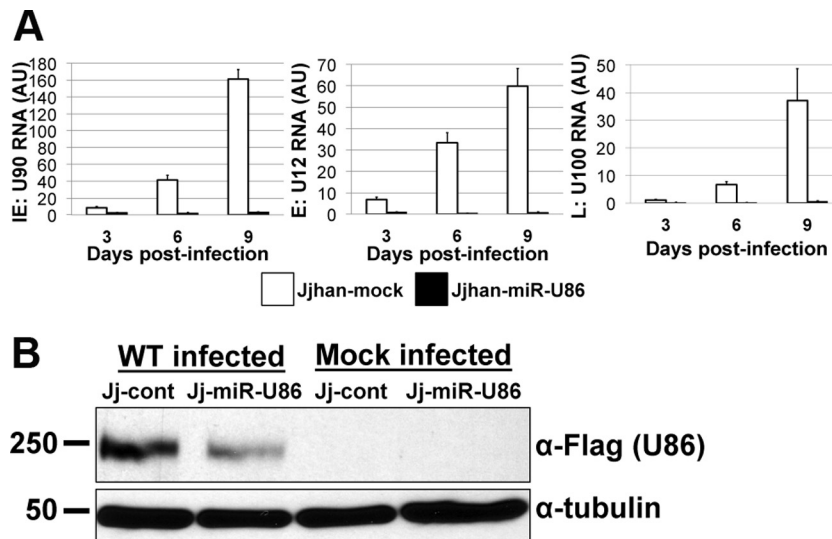 A
IE: U90 RNA (AU)
180
160
140
120
100
80
60
40
20
0
3 6 9
Days post-infection
E: U12 RNA (AU)
70
60
50
40
30
20
10
0
3 6 9
Days post-infection
L: U100 RNA (AU)
50
40
30
20
10
0
3 6 9
Days post-infection
Jjhan-mock Jjhan-miR-U86
B
WT infected Mock infected
Jj-cont Jj-miR-U86 Jj-cont Jj-miR-U86
250 α-Flag (U86)
50 α-tubulin